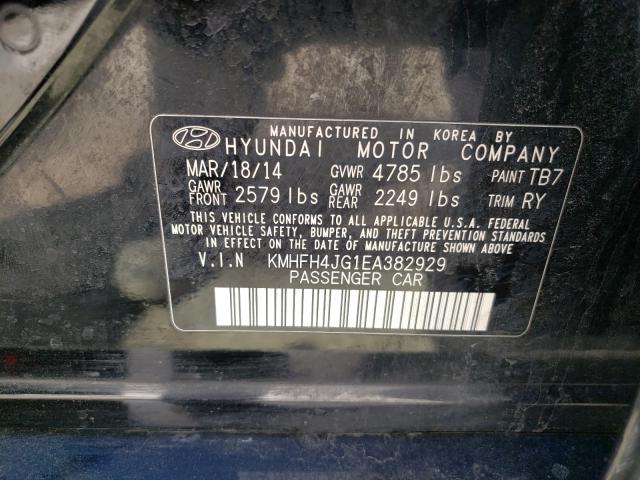 MANUFACTURED IN KOREA BY
HYUNDAI MOTOR COMPANY
MAR/18/14 GVWR 4785 lbs PAINT TB7
GAWR FRONT 2579 lbs GAWR REAR 2249 lbs TRIM RY
THIS VEHICLE CONFORMS TO ALL APPLICABLE U.S.A. FEDERAL
MOTOR VEHICLE SAFETY, BUMPER, AND THEFT PREVENTION STANDARDS
IN EFFECT ON THE DATE OF MANUFACTURE SHOWN ABOVE
V.I.N KMHFH4JG1EA382929
PASSENGER CAR